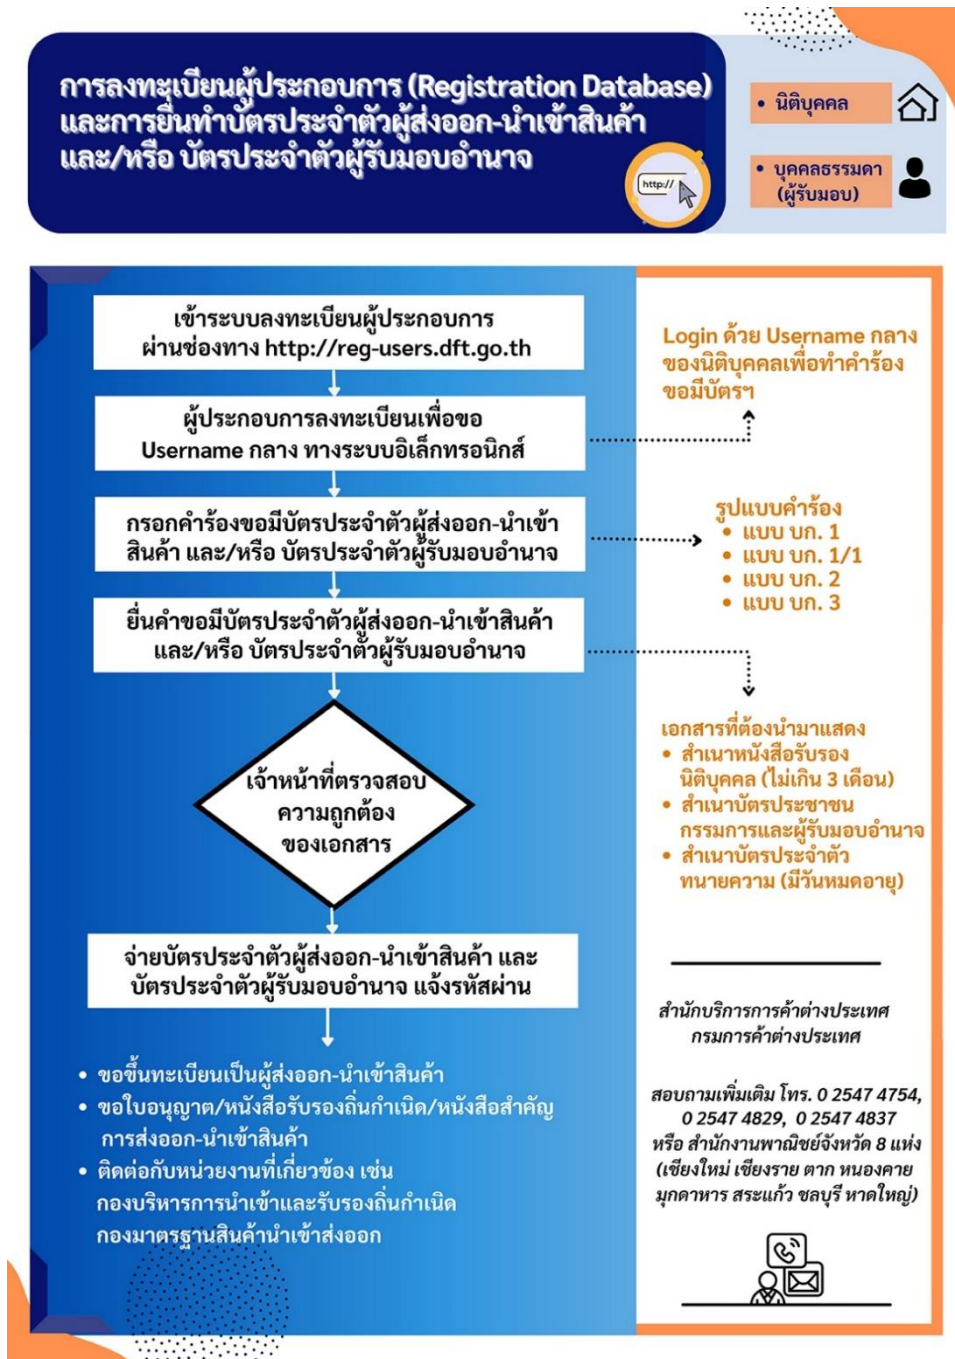 การลงทะเบียนผู้ประกอบการ (Registration Database)
และการยื่นทำบัตรประจำตัวผู้ส่งออก-นำเข้าสินค้า
และ/หรือ บัตรประจำตัวผู้รับมอบอำนาจ
http://
• นิติบุคคล
• บุคคลธรรมดา
(ผู้รับมอบ)
เข้าระบบลงทะเบียนผู้ประกอบการ
ผ่านช่องทาง http://reg-users.dft.go.th
ผู้ประกอบการลงทะเบียนเพื่อขอ
Username กลาง ทางระบบอิเล็กทรอนิกส์
กรอกคำร้องขอมีบัตรประจำตัวผู้ส่งออก-นำเข้า
สินค้า และ/หรือ บัตรประจำตัวผู้รับมอบอำนาจ
ยื่นคำขอมีบัตรประจำตัวผู้ส่งออก-นำเข้าสินค้า
และ/หรือ บัตรประจำตัวผู้รับมอบอำนาจ
เจ้าหน้าที่ตรวจสอบ
ความถูกต้อง
ของเอกสาร
จ่ายบัตรประจำตัวผู้ส่งออก-นำเข้าสินค้า และ
บัตรประจำตัวผู้รับมอบอำนาจ แจ้งรหัสผ่าน
• ขอขึ้นทะเบียนเป็นผู้ส่งออก-นำเข้าสินค้า
• ขอใบอนุญาต/หนังสือรับรองถิ่นกำเนิด/หนังสือสำคัญ
การส่งออก-นำเข้าสินค้า
• ติดต่อกับหน่วยงานที่เกี่ยวข้อง เช่น
กองบริหารการนำเข้าและรับรองถิ่นกำเนิด
กองมาตรฐานสินค้านำเข้าส่งออก
Login ด้วย Username กลาง
ของนิติบุคคลเพื่อทำคำร้อง
ขอมีบัตรฯ
รูปแบบคำร้อง
• แบบ บก. 1
• แบบ บก. 1/1
• แบบ บก. 2
• แบบ บก. 3
เอกสารที่ต้องนำมาแสดง
• สำเนาหนังสือรับรอง
นิติบุคคล (ไม่เกิน 3 เดือน)
• สำเนาบัตรประชาชน
กรรมการและผู้รับมอบอำนาจ
• สำเนาบัตรประจำตัว
ทนายความ (มีวันหมดอายุ)
สำนักบริการการค้าต่างประเทศ
กรมการค้าต่างประเทศ
สอบถามเพิ่มเติม โทร. 0 2547 4754,
0 2547 4829, 0 2547 4837
หรือ สำนักงานพาณิชย์จังหวัด 8 แห่ง
(เชียงใหม่ เชียงราย ตาก หนองคาย
มุกดาหาร สระแก้ว ชลบุรี หาดใหญ่)